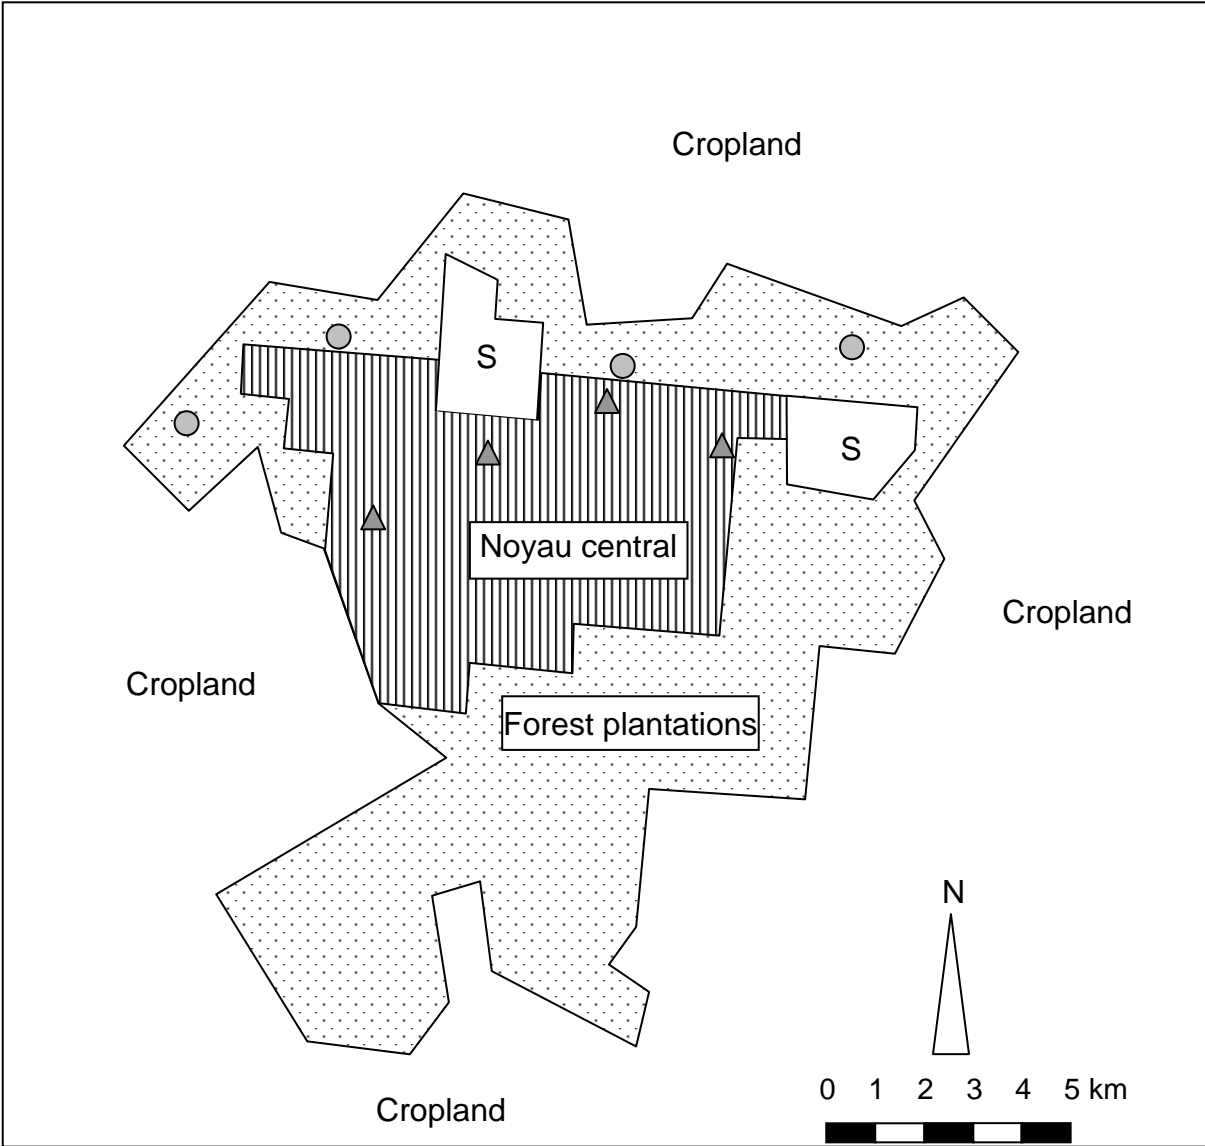 Cropland
S
S
Noyau central
Cropland
Cropland
Forest plantations
N
0 1 2 3 4 5 km
Cropland